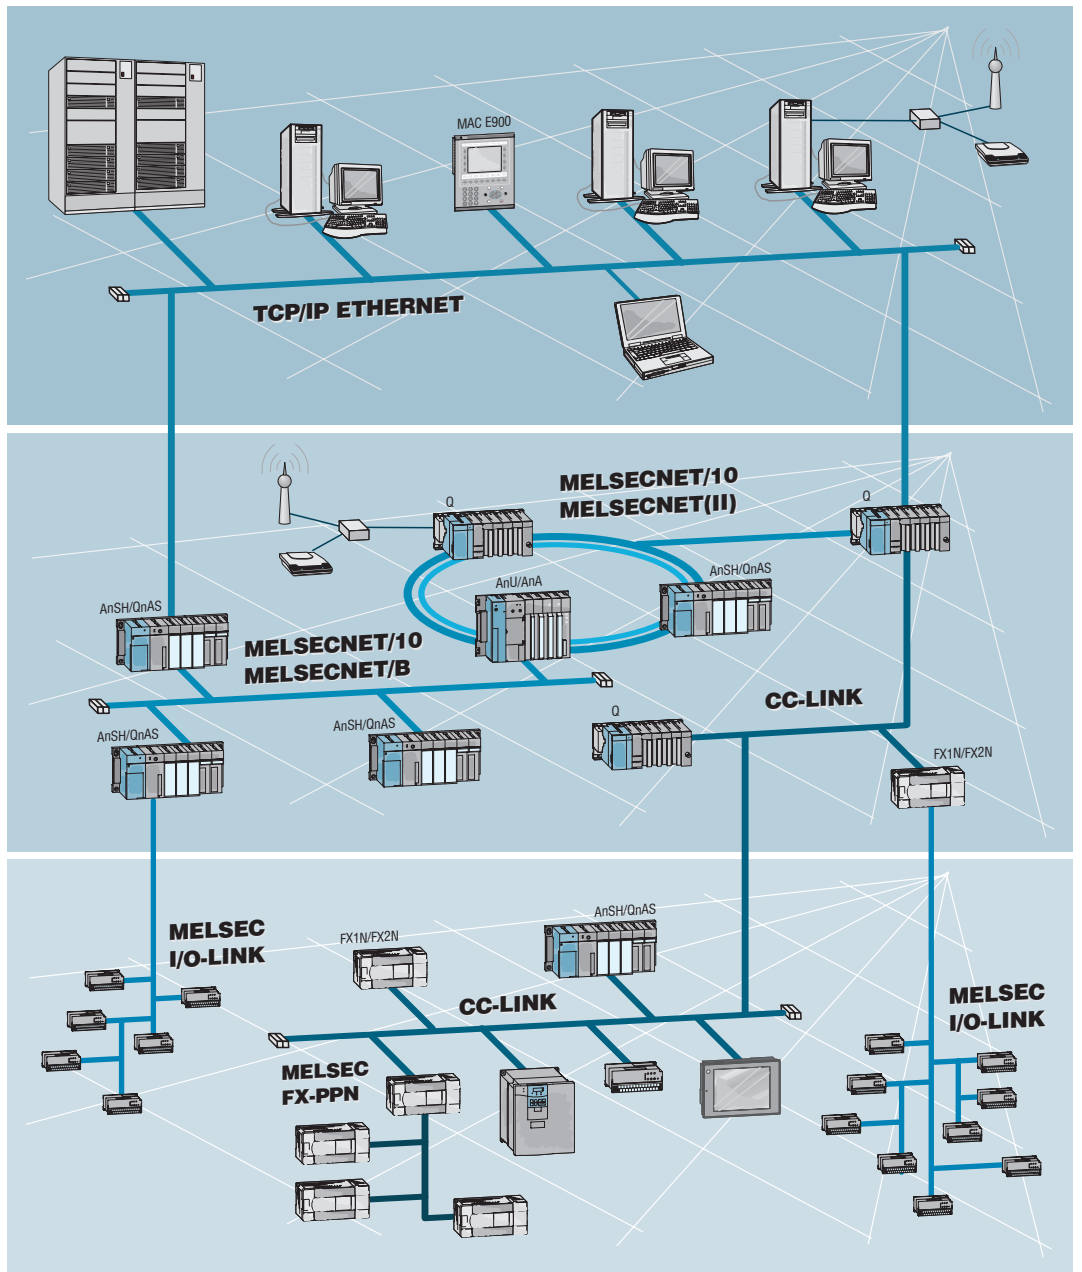 MAC E900
TCP/IP ETHERNET
MELSECNET/10
MELSECNET(II)
Q
Q
AnU/AnA
AnSH/QnAS
AnSH/QnAS
MELSECNET/10
MELSECNET/B
CC-LINK
Q
AnSH/QnAS
AnSH/QnAS
FX1N/FX2N
MELSEC
I/O-LINK
FX1N/FX2N
AnSH/QnAS
CC-LINK
MELSEC
I/O-LINK
MELSEC
FX-PPN